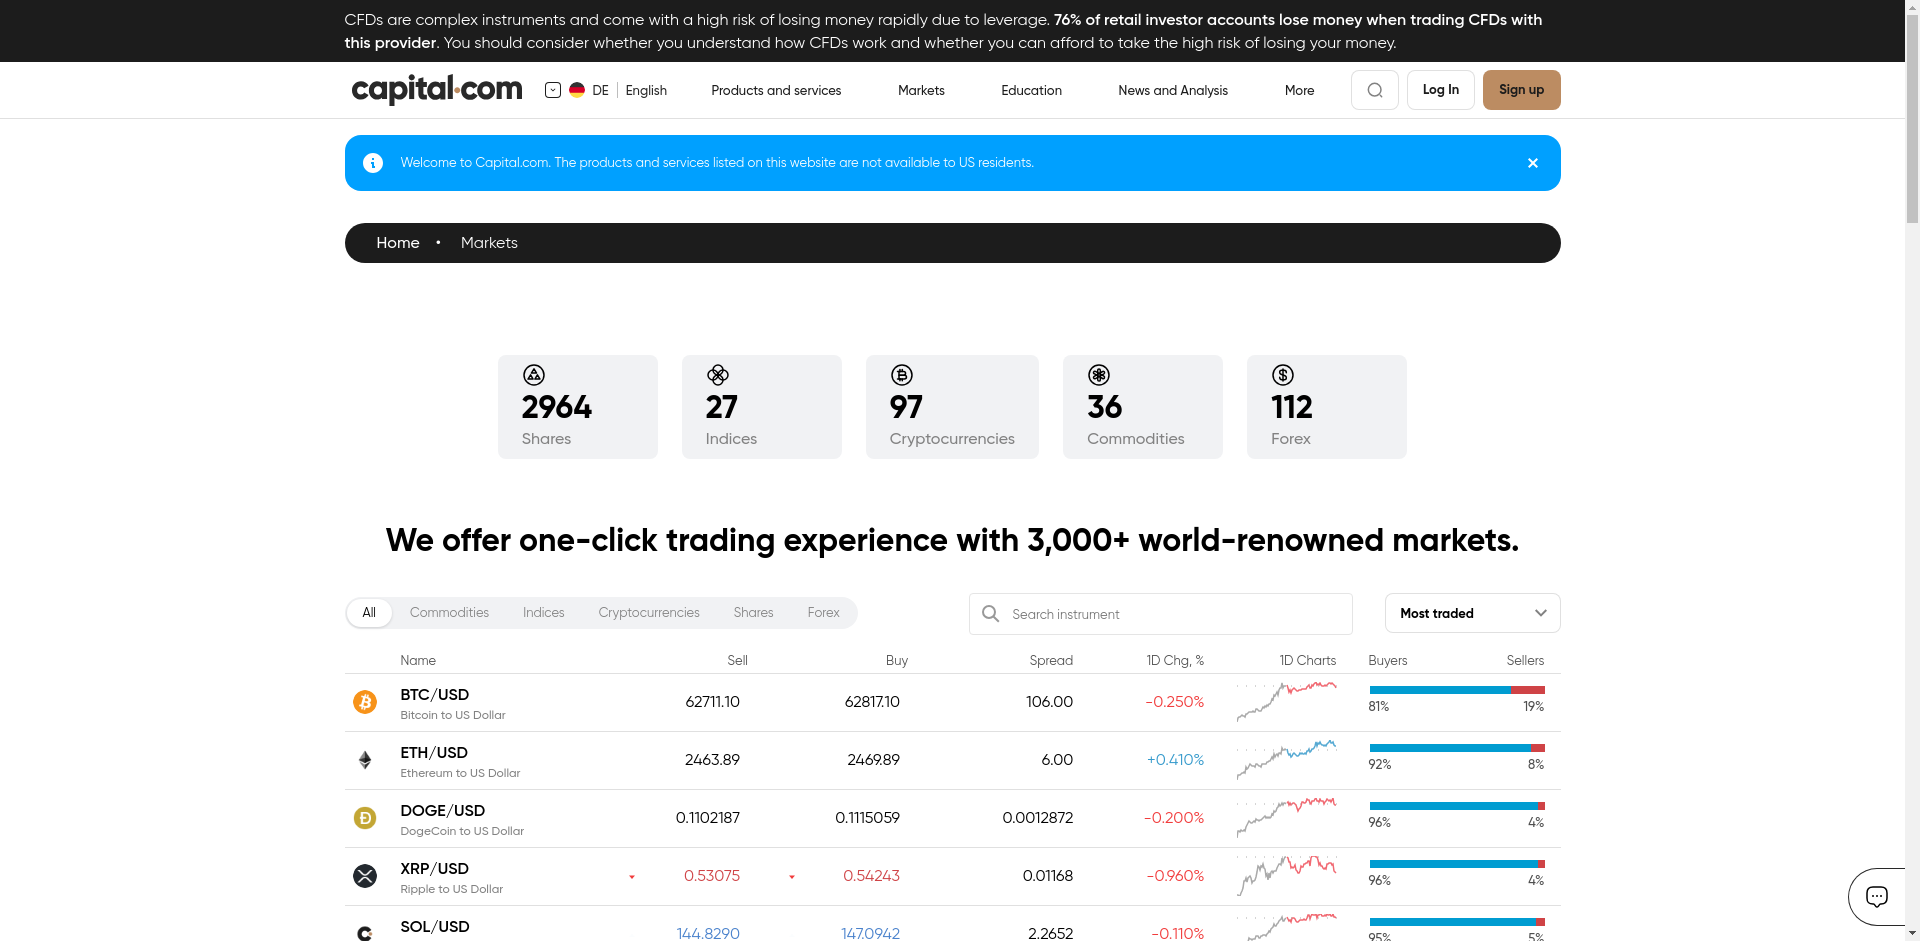 CFDs are complex instruments and come with a high risk of losing money rapidly due to leverage. 76% of retail investor accounts lose money when trading CFDs with
this provider. You should consider whether you understand how CFDs work and whether you can afford to take the high risk of losing your money.
capital.com DE English Products and services Markets Education News and Analysis More Log In Sign up
Welcome to Capital.com. The products and services listed on this website are not available to US residents.
Home • Markets
2964 27 97 36 112
Shares Indices Cryptocurrencies Commodities Forex
We offer one-click trading experience with 3,000+ world-renowned markets.
All Commodities Indices Cryptocurrencies Shares Forex Search instrument Most traded
Name Sell Buy Spread 1D Chg, % 1D Charts Buyers Sellers
BTC/USD 62711.10 62817.10 106.00 -0.250%
Bitcoin to US Dollar 81% 19%
ETH/USD 2463.89 2469.89 6.00 +0.410%
Ethereum to US Dollar 92% 8%
DOGE/USD 0.1102187 0.1115059 0.0012872 -0.200%
DogeCoin to US Dollar 96% 4%
XRP/USD 0.53075 0.54243 0.01168 -0.960%
Ripple to US Dollar 96% 4%
SOL/USD 144.8290 147.0942 2.2652 -0.110%
95% 5%